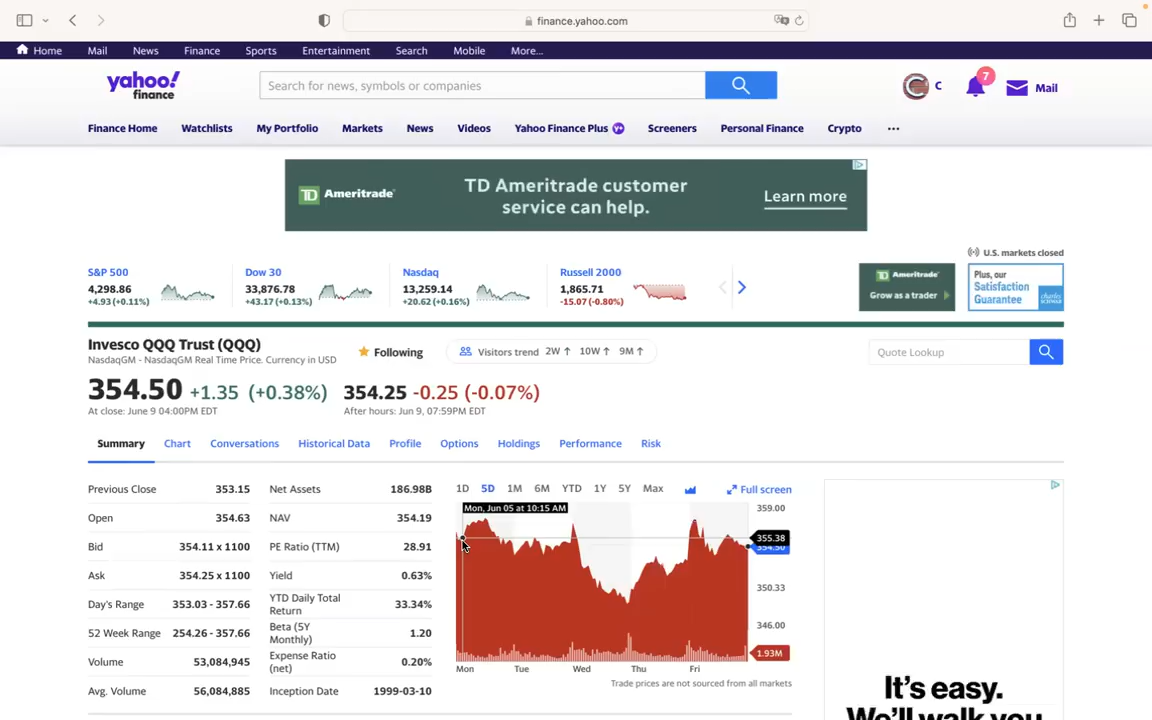 finance.yahoo.com
Home Mail News Finance Sports Entertainment Search Mobile More...
yahoo!
finance
Search for news, symbols or companies
C
7
Mail
Finance Home Watchlists My Portfolio Markets News Videos Yahoo Finance Plus Y+ Screeners Personal Finance Crypto ...
TD Ameritrade
TD Ameritrade customer
service can help.
Learn more
U.S. markets closed
S&P 500
4,298.86
+4.93 (+0.11%)
Dow 30
33,876.78
+43.17 (+0.13%)
Nasdaq
13,259.14
+20.62 (+0.16%)
Russell 2000
1,865.71
-15.07 (-0.80%)
TD Ameritrade
Grow as a trader
Plus, our
Satisfaction
Guarantee
charles
SCHWAB
Invesco QQQ Trust (QQQ)
NasdaqGM - NasdaqGM Real Time Price. Currency in USD
Following
Visitors trend 2W ↑ 10W ↑ 9M ↑
Quote Lookup
354.50 +1.35 (+0.38%)
At close: June 9 04:00PM EDT
354.25 -0.25 (-0.07%)
After hours: Jun 9, 07:59PM EDT
Summary Chart Conversations Historical Data Profile Options Holdings Performance Risk
Previous Close 353.15
Open 354.63
Bid 354.11 x 1100
Ask 354.25 x 1100
Day's Range 353.03 - 357.66
52 Week Range 254.26 - 357.66
Volume 53,084,945
Avg. Volume 56,084,885
Net Assets 186.98B
NAV 354.19
PE Ratio (TTM) 28.91
Yield 0.63%
YTD Daily Total
Return 33.34%
Beta (5Y
Monthly) 1.20
Expense Ratio
(net) 0.20%
Inception Date 1999-03-10
1D 5D 1M 6M YTD 1Y 5Y Max
Full screen
Mon, Jun 05 at 10:15 AM
359.00
355.38
354.50
350.33
346.00
1.93M
Mon Tue Wed Thu Fri
Trade prices are not sourced from all markets
It's easy.
We'll walk you